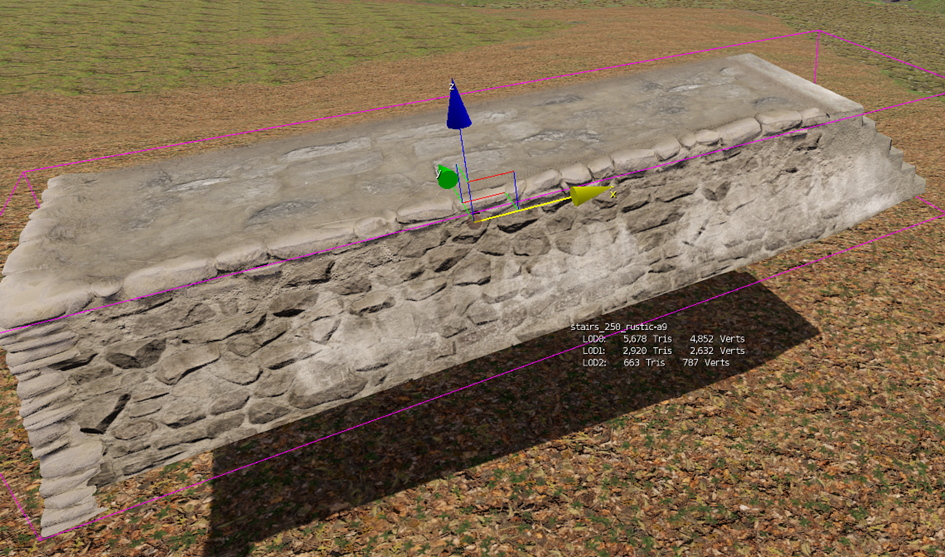 z
y
x
stairs_250_rustic-a9
LOD0: 5,678 Tris 4,852 Verts
LOD1: 2,920 Tris 2,632 Verts
LOD2: 663 Tris 787 Verts